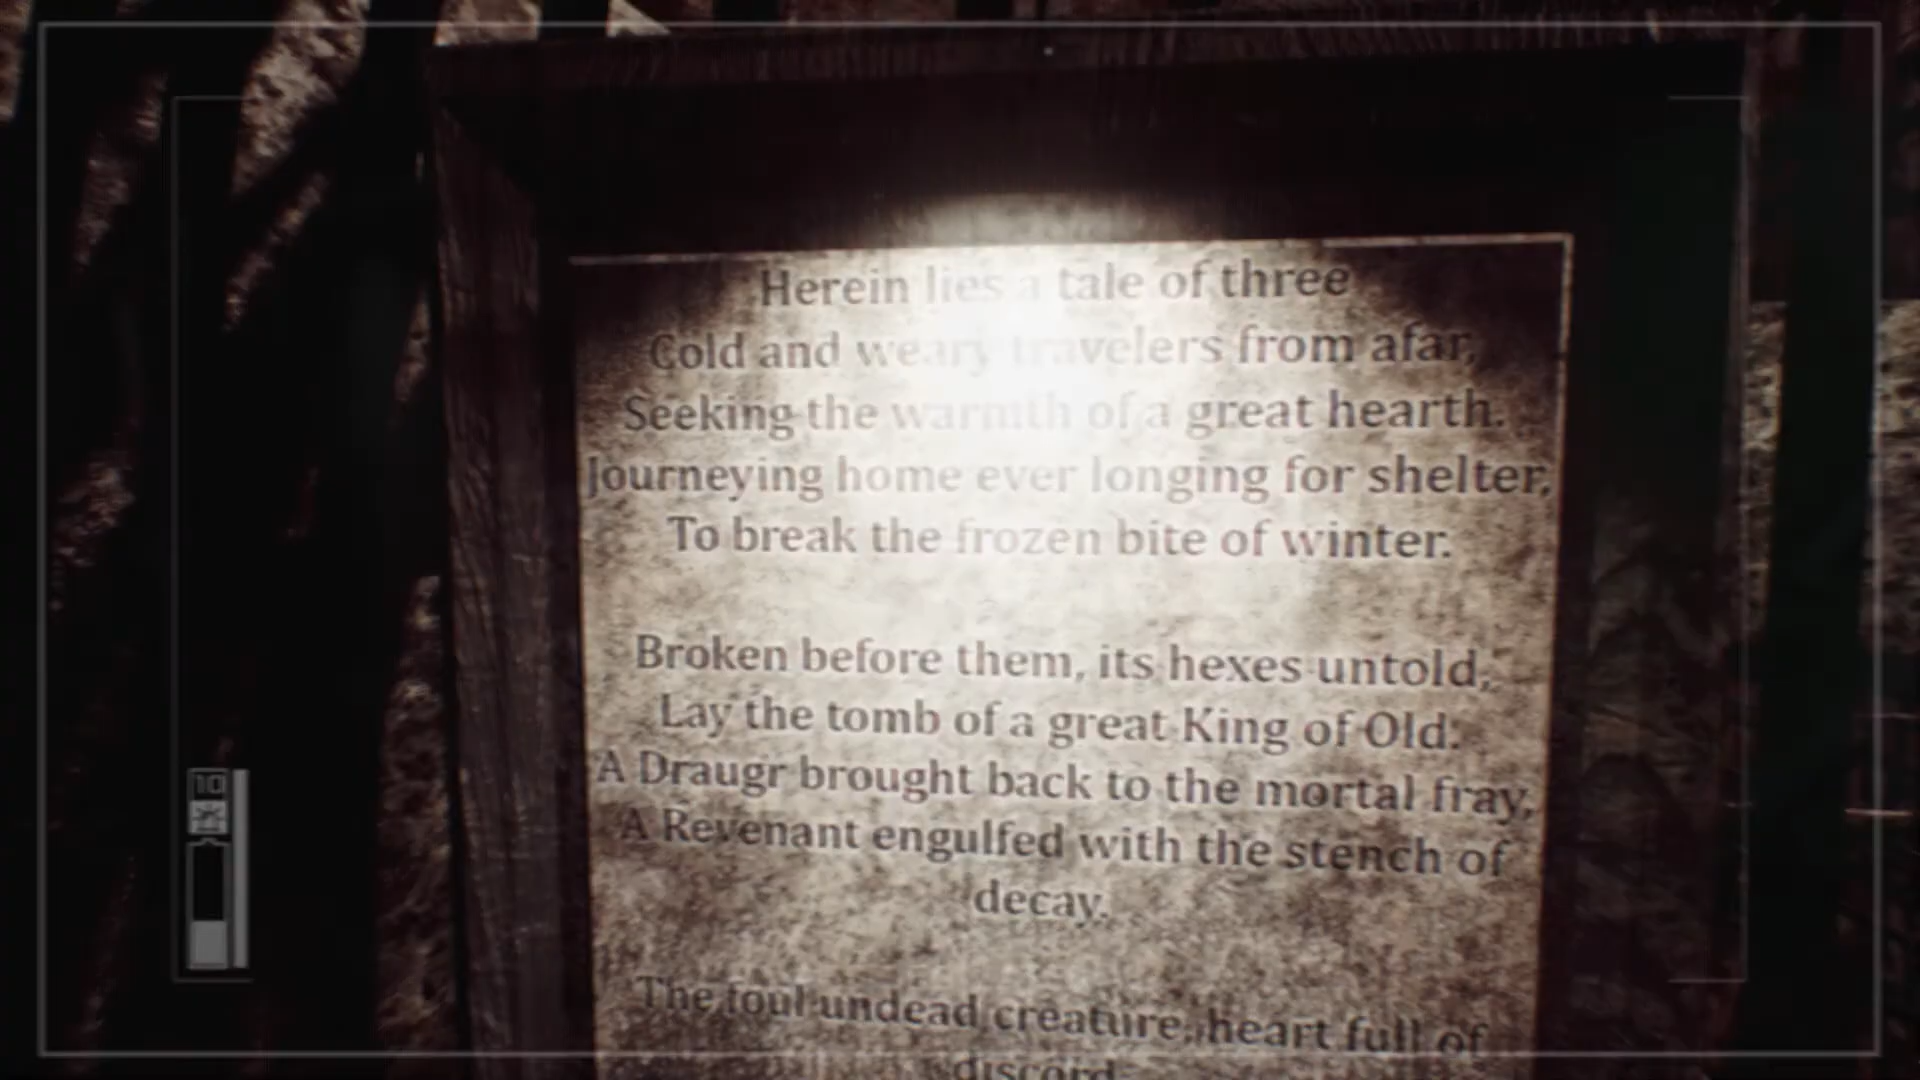 Herein lies a tale of three
Cold and weary travelers from afar,
Seeking the warmth of a great hearth.
Journeying home ever longing for shelter,
To break the frozen bite of winter.
Broken before them, its hexes untold,
Lay the tomb of a great King of Old.
A Draugr brought back to the mortal fray,
A Revenant engulfed with the stench of
decay.
The foul undead creature, heart full of
discord
10